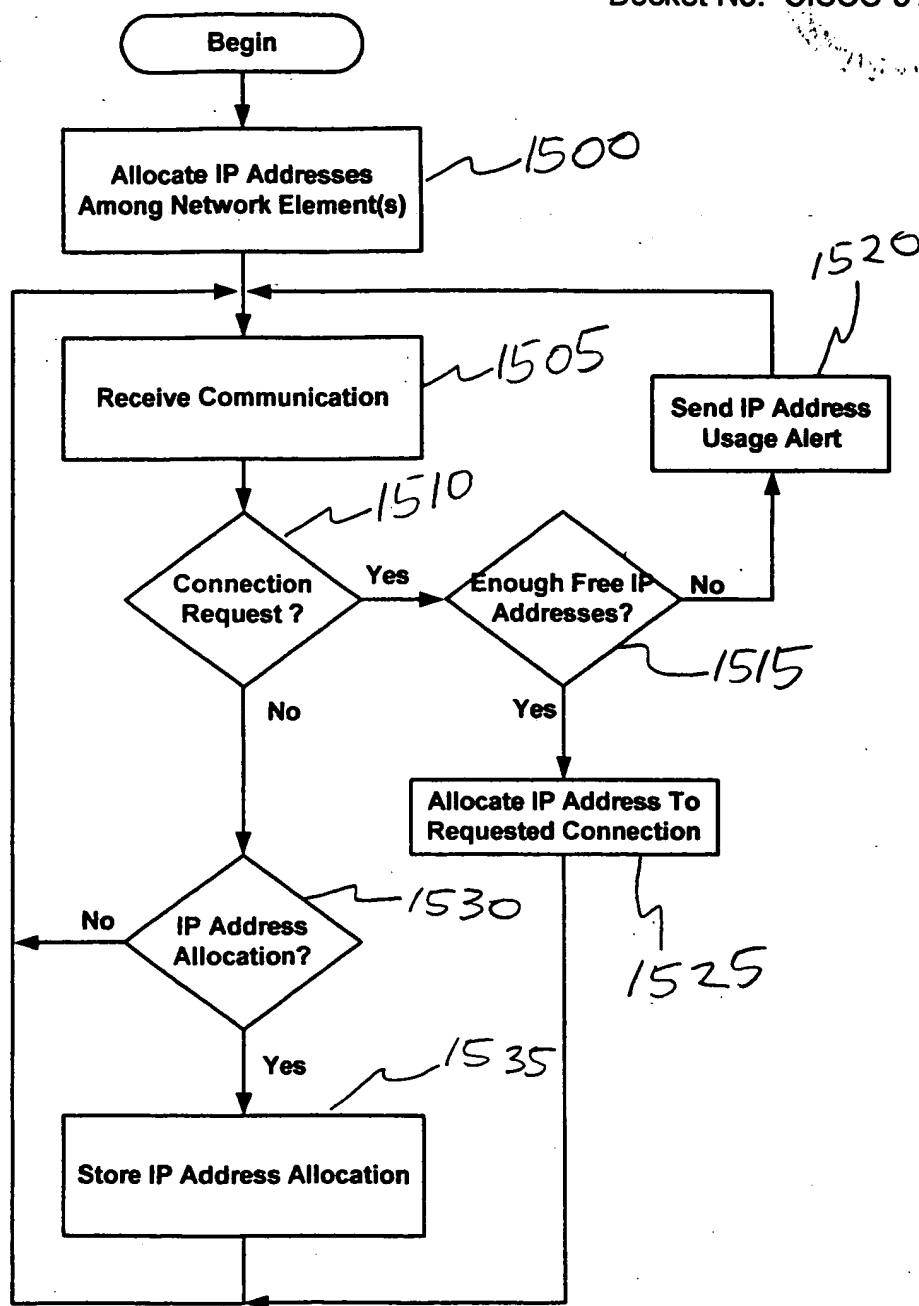 Begin
Allocate IP Addresses
Among Network Element(s)
1500
Receive Communication
1505
1520
Send IP Address
Usage Alert
1510
Connection
Request ?
Yes
Enough Free IP
Addresses?
No
1515
No
Yes
Allocate IP Address To
Requested Connection
1525
No
IP Address
Allocation?
1530
Yes
1535
Store IP Address Allocation